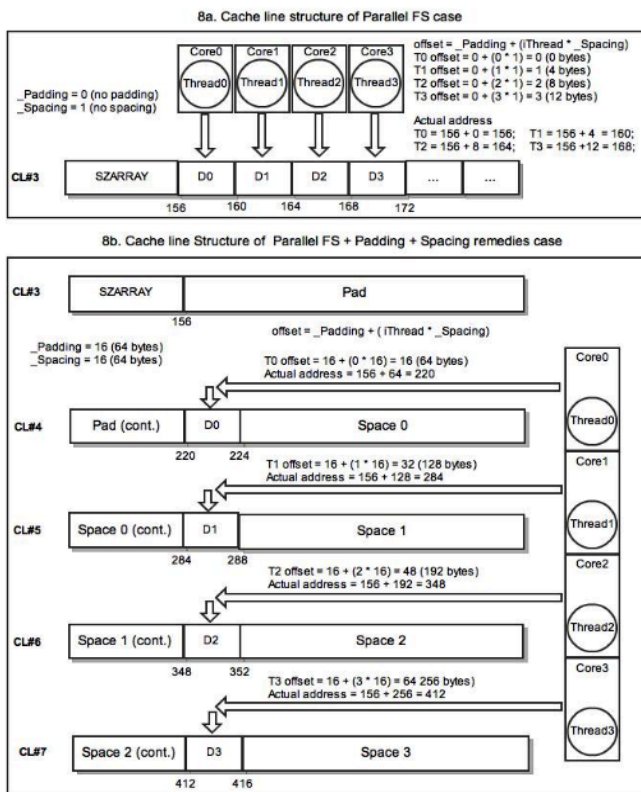 8a. Cache line structure of Parallel FS case
Core0 Core1 Core2 Core3
Thread0 Thread1 Thread2 Thread3
_Padding = 0 (no padding)
_Spacing = 1 (no spacing)
offset = _Padding + (iThread * _Spacing)
T0 offset = 0 + (0 * 1) = 0 (0 bytes)
T1 offset = 0 + (1 * 1) = 1 (4 bytes)
T2 offset = 0 + (2 * 1) = 2 (8 bytes)
T3 offset = 0 + (3 * 1) = 3 (12 bytes)
Actual address
T0 = 156 + 0 = 156; T1 = 156 + 4 = 160;
T2 = 156 + 8 = 164; T3 = 156 +12 = 168;
CL#3 SZARRAY D0 D1 D2 D3 ... ...
156 160 164 168 172
8b. Cache line Structure of Parallel FS + Padding + Spacing remedies case
CL#3 SZARRAY Pad
156
_Padding = 16 (64 bytes)
_Spacing = 16 (64 bytes)
offset = _Padding + ( iThread * _Spacing)
T0 offset = 16 + (0 * 16) = 16 (64 bytes)
Actual address = 156 + 64 = 220
Core0
Thread0
CL#4 Pad (cont.) D0 Space 0
220 224
T1 offset = 16 + (1 * 16) = 32 (128 bytes)
Actual address = 156 + 128 = 284
Core1
Thread1
CL#5 Space 0 (cont.) D1 Space 1
284 288
T2 offset = 16 + (2 * 16) = 48 (192 bytes)
Actual address = 156 + 192 = 348
Core2
Thread2
CL#6 Space 1 (cont.) D2 Space 2
348 352
T3 offset = 16 + (3 * 16) = 64 256 bytes)
Actual address = 156 + 256 = 412
Core3
Thread3
CL#7 Space 2 (cont.) D3 Space 3
412 416